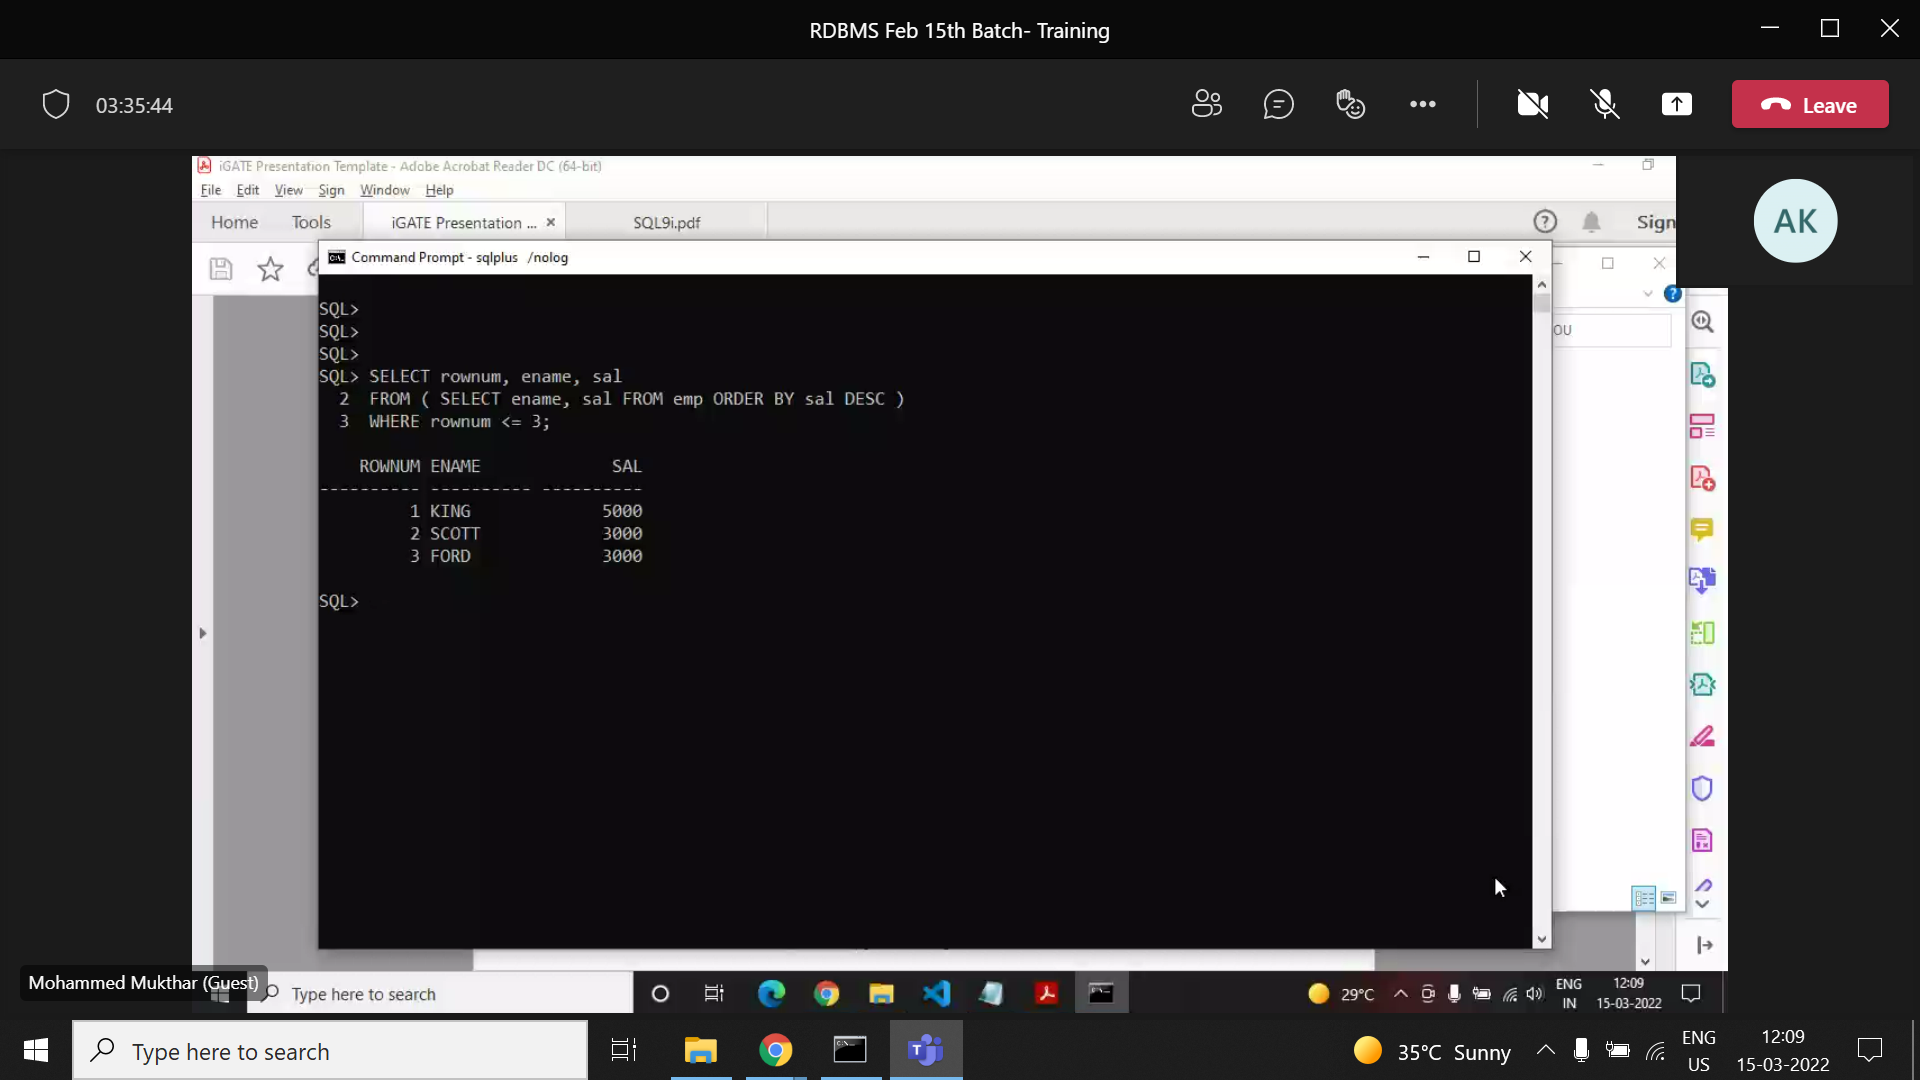 RDBMS Feb 15th Batch- Training
03:35:44
Leave
iGATE Presentation Template - Adobe Acrobat Reader DC (64-bit)
File Edit View Sign Window Help
Home Tools iGATE Presentation ... × SQL9i.pdf
Sign
AK
Command Prompt - sqlplus /nolog
OU
SQL>
SQL>
SQL>
SQL> SELECT rownum, ename, sal
2 FROM ( SELECT ename, sal FROM emp ORDER BY sal DESC )
3 WHERE rownum <= 3;
ROWNUM ENAME SAL
---------- ---------- ----------
1 KING 5000
2 SCOTT 3000
3 FORD 3000
SQL>
Mohammed Mukthar (Guest)
Type here to search
29°C
ENG
IN
12:09
15-03-2022
Type here to search
35°C Sunny
ENG
US
12:09
15-03-2022